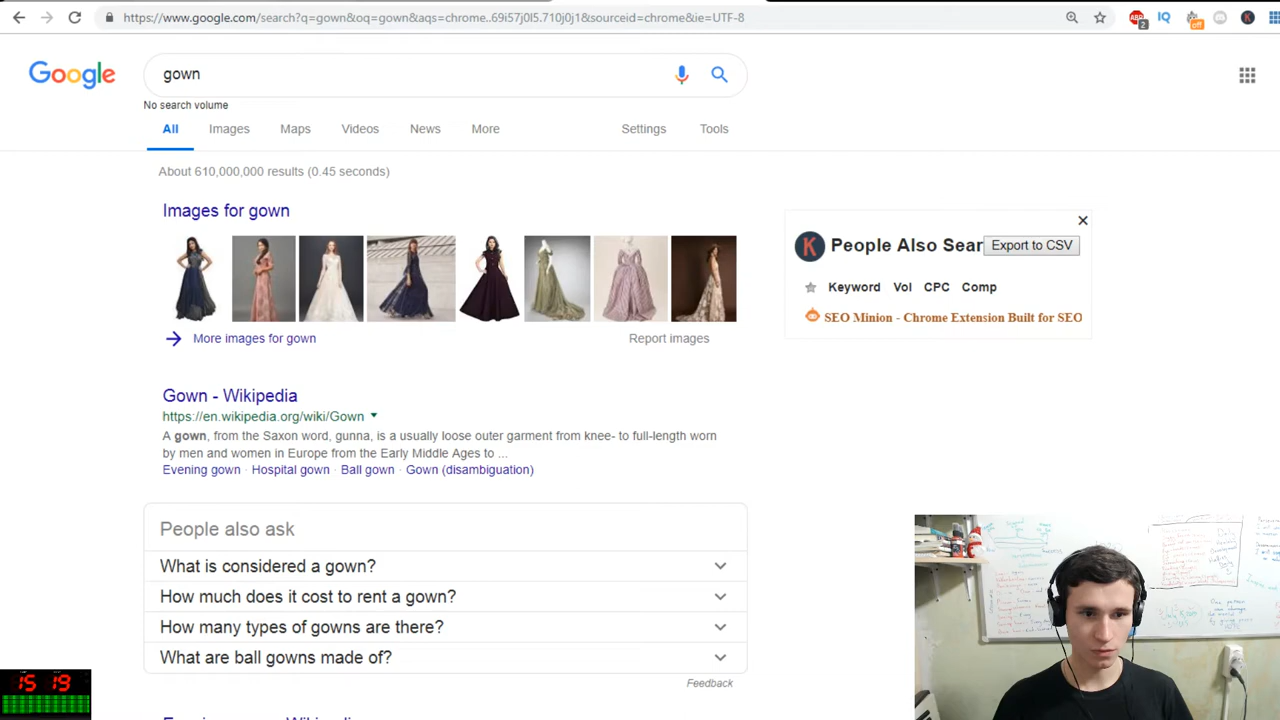 https://www.google.com/search?q=gown&oq=gown&aqs=chrome..69i57j0l5.710j0j1&sourceid=chrome&ie=UTF-8
ABP
2
IQ
off
K
Google
gown
No search volume
All Images Maps Videos News More Settings Tools
About 610,000,000 results (0.45 seconds)
Images for gown
More images for gown
Report images
K People Also Sear Export to CSV
Keyword Vol CPC Comp
SEO Minion - Chrome Extension Built for SEO
Gown - Wikipedia
https://en.wikipedia.org/wiki/Gown
A gown, from the Saxon word, gunna, is a usually loose outer garment from knee- to full-length worn
by men and women in Europe from the Early Middle Ages to ...
Evening gown · Hospital gown · Ball gown · Gown (disambiguation)
People also ask
What is considered a gown?
How much does it cost to rent a gown?
How many types of gowns are there?
What are ball gowns made of?
Feedback
15 19